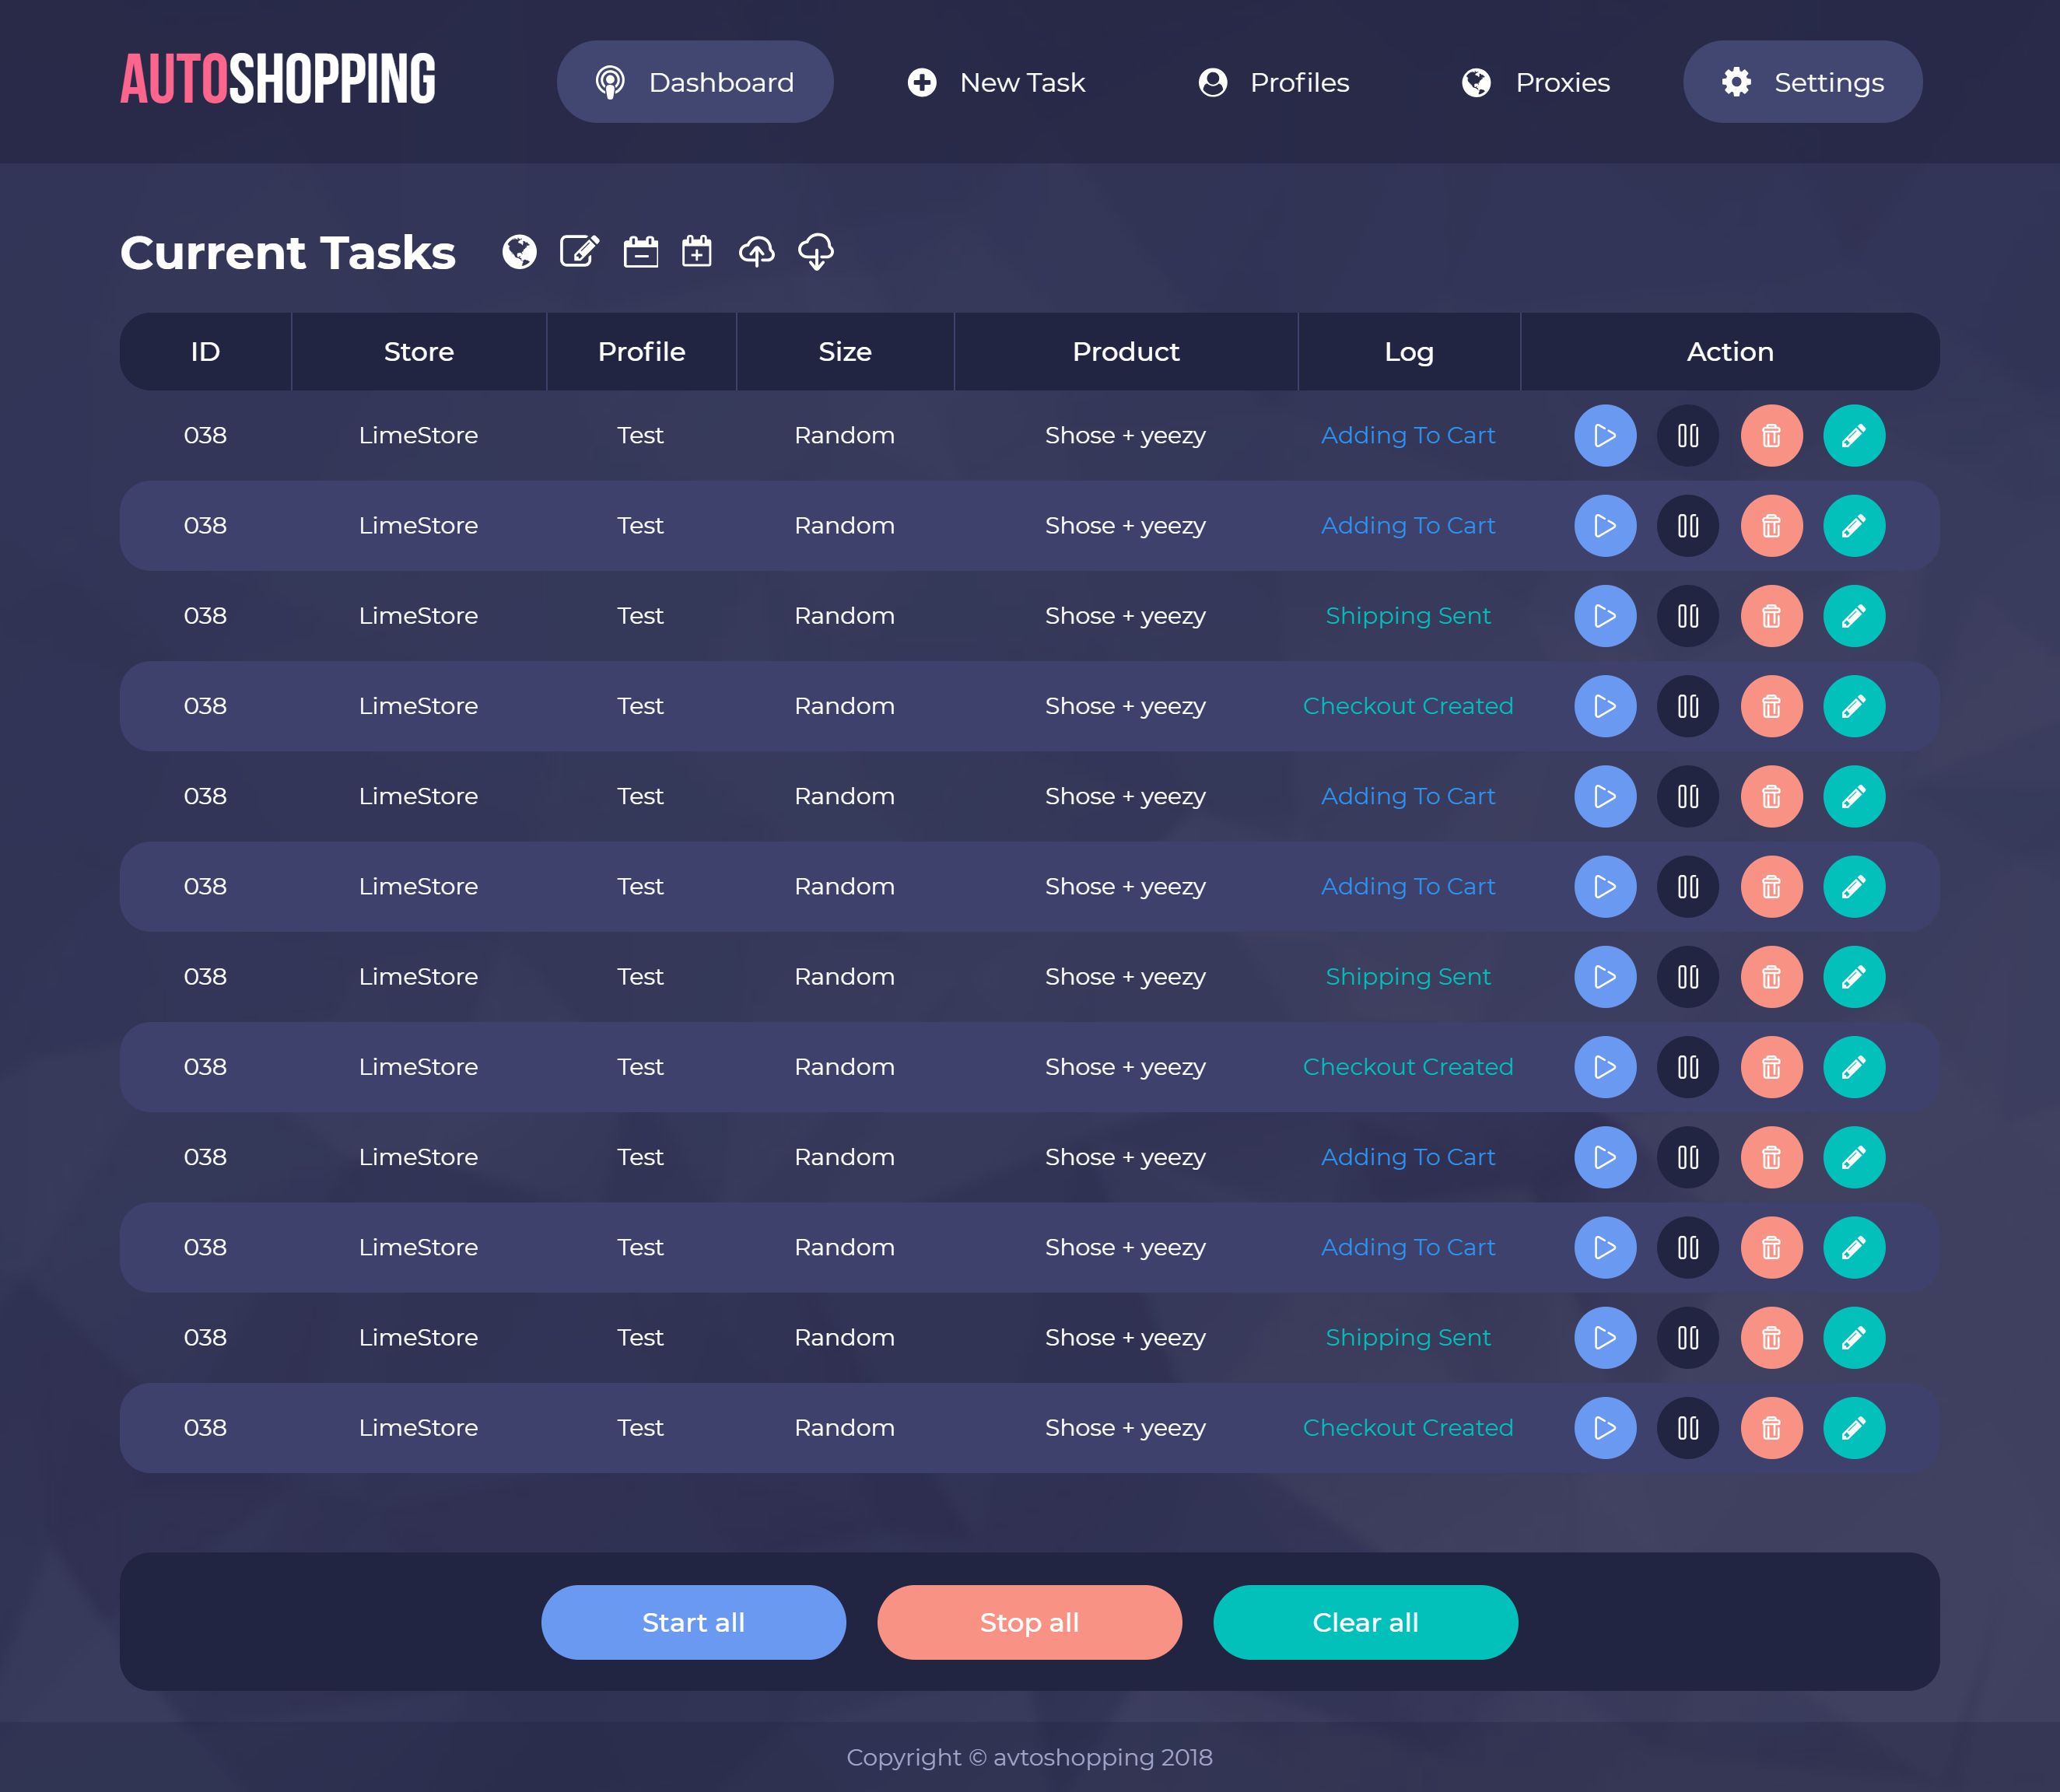 AUTOSHOPPING Dashboard New Task Profiles Proxies Settings
Current Tasks
ID Store Profile Size Product Log Action
038 LimeStore Test Random Shose + yeezy Adding To Cart
038 LimeStore Test Random Shose + yeezy Adding To Cart
038 LimeStore Test Random Shose + yeezy Shipping Sent
038 LimeStore Test Random Shose + yeezy Checkout Created
038 LimeStore Test Random Shose + yeezy Adding To Cart
038 LimeStore Test Random Shose + yeezy Adding To Cart
038 LimeStore Test Random Shose + yeezy Shipping Sent
038 LimeStore Test Random Shose + yeezy Checkout Created
038 LimeStore Test Random Shose + yeezy Adding To Cart
038 LimeStore Test Random Shose + yeezy Adding To Cart
038 LimeStore Test Random Shose + yeezy Shipping Sent
038 LimeStore Test Random Shose + yeezy Checkout Created
Start all Stop all Clear all
Copyright © avtoshopping 2018